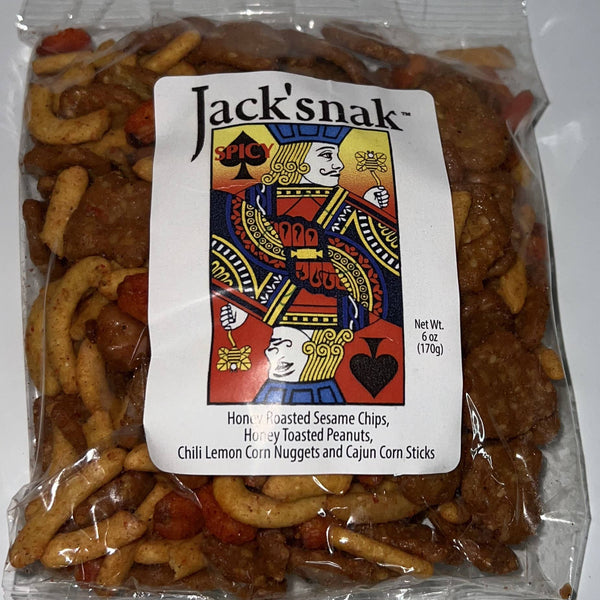 Jack'snak™
SPICY
Net Wt.
6 oz
(170g)
Honey Roasted Sesame Chips,
Honey Toasted Peanuts,
Chili Lemon Corn Nuggets and Cajun Corn Sticks